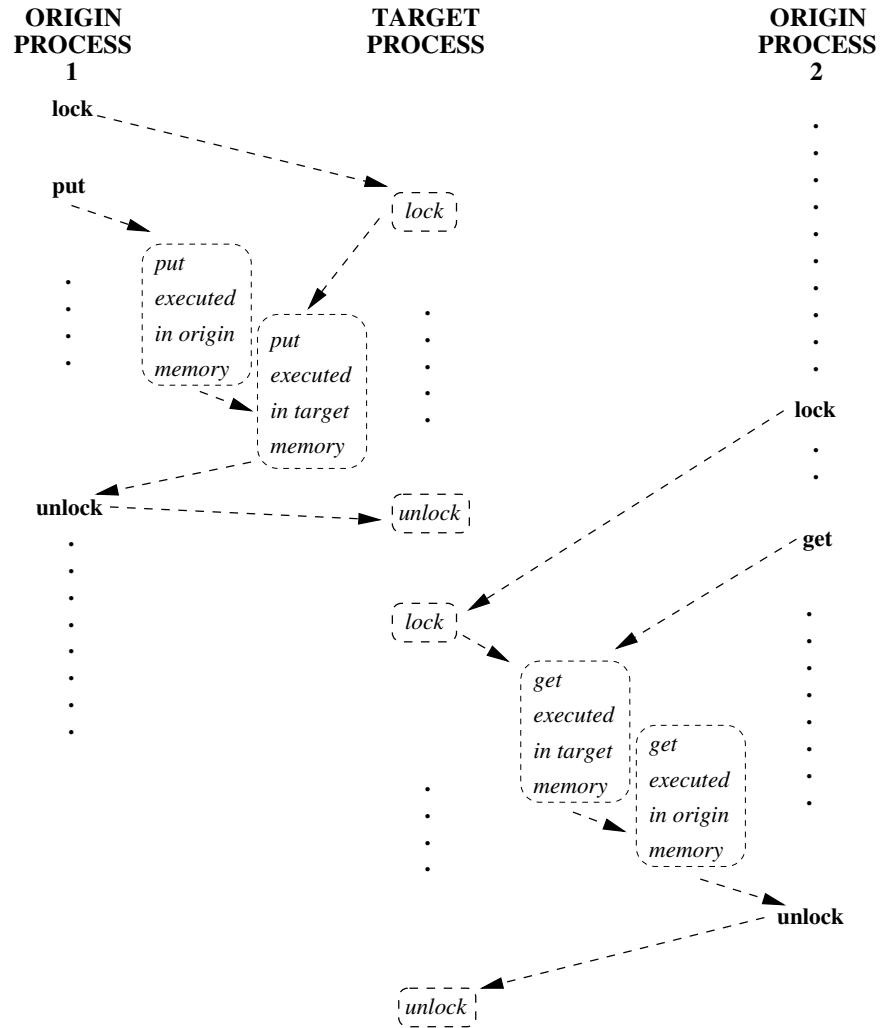 ORIGIN
PROCESS
1
TARGET
PROCESS
ORIGIN
PROCESS
2
lock
put
lock
put
executed
in origin
memory
put
executed
in target
memory
lock
unlock
unlock
get
lock
get
executed
in target
memory
get
executed
in origin
memory
unlock
unlock